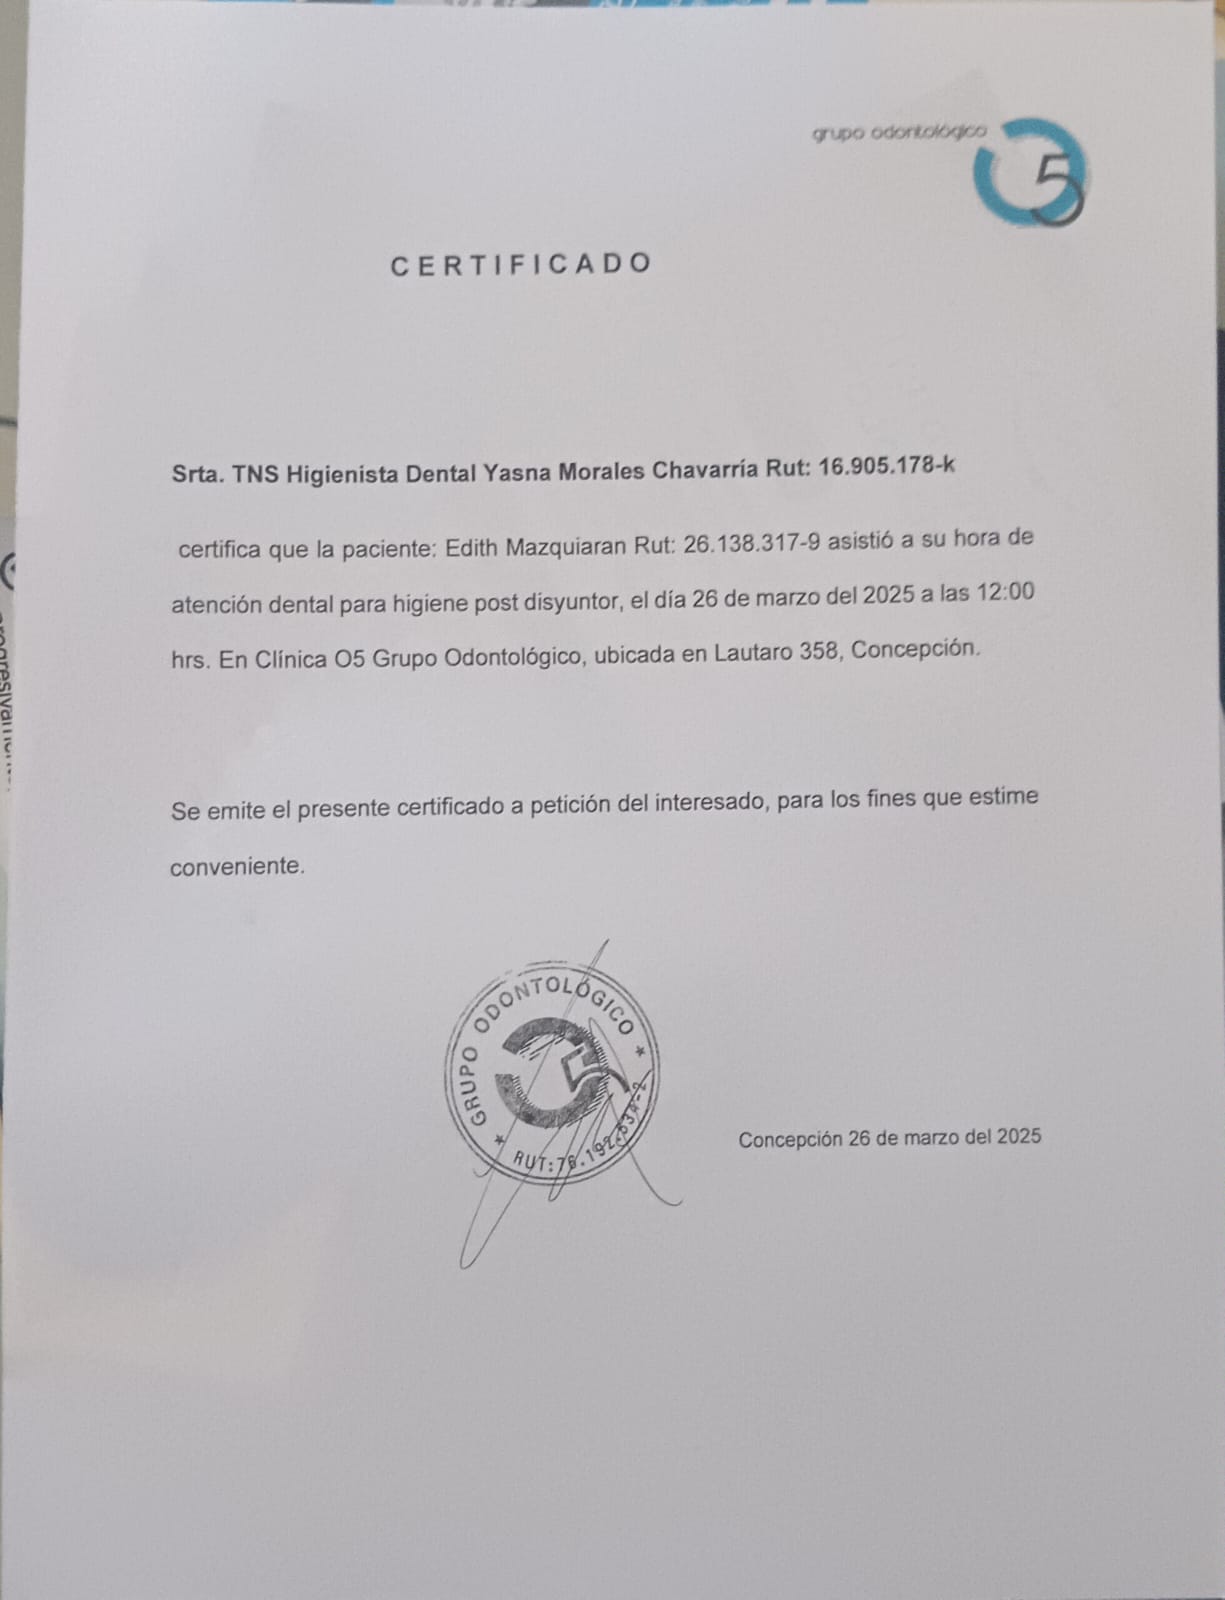 grupo odontológico
5
CERTIFICADO
Srta. TNS Higienista Dental Yasna Morales Chavarría Rut: 16.905.178-k
certifica que la paciente: Edith Mazquiaran Rut: 26.138.317-9 asistió a su hora de
atención dental para higiene post disyuntor, el día 26 de marzo del 2025 a las 12:00
hrs. En Clínica O5 Grupo Odontológico, ubicada en Lautaro 358, Concepción.
Se emite el presente certificado a petición del interesado, para los fines que estime
conveniente.
GRUPO ODONTOLÓGICO
RUT:
Concepción 26 de marzo del 2025